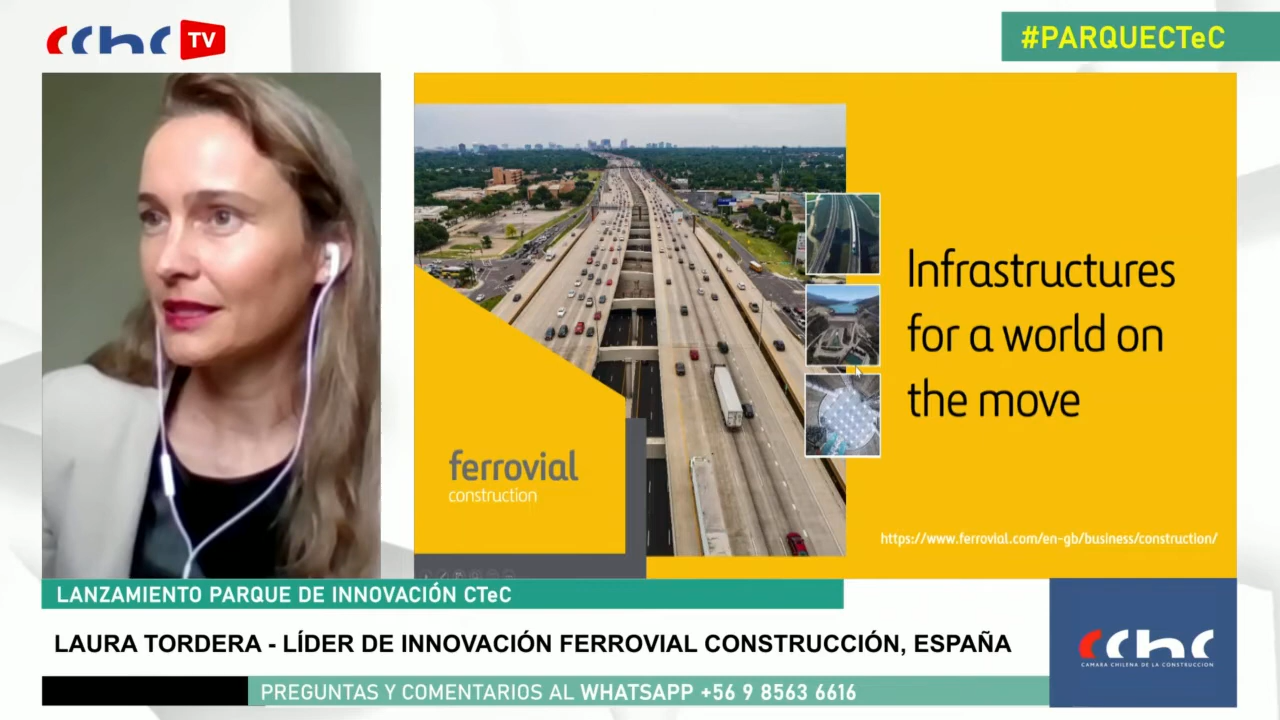 cchc TV
#PARQUECTeC
Infrastructures
for a world on
the move
ferrovial
construction
https://www.ferrovial.com/en-gb/business/construction/
LANZAMIENTO PARQUE DE INNOVACIÓN CTeC
LAURA TORDERA - LÍDER DE INNOVACIÓN FERROVIAL CONSTRUCCIÓN, ESPAÑA
cchc
CAMARA CHILENA DE LA CONSTRUCCION
PREGUNTAS Y COMENTARIOS AL WHATSAPP +56 9 8563 6616